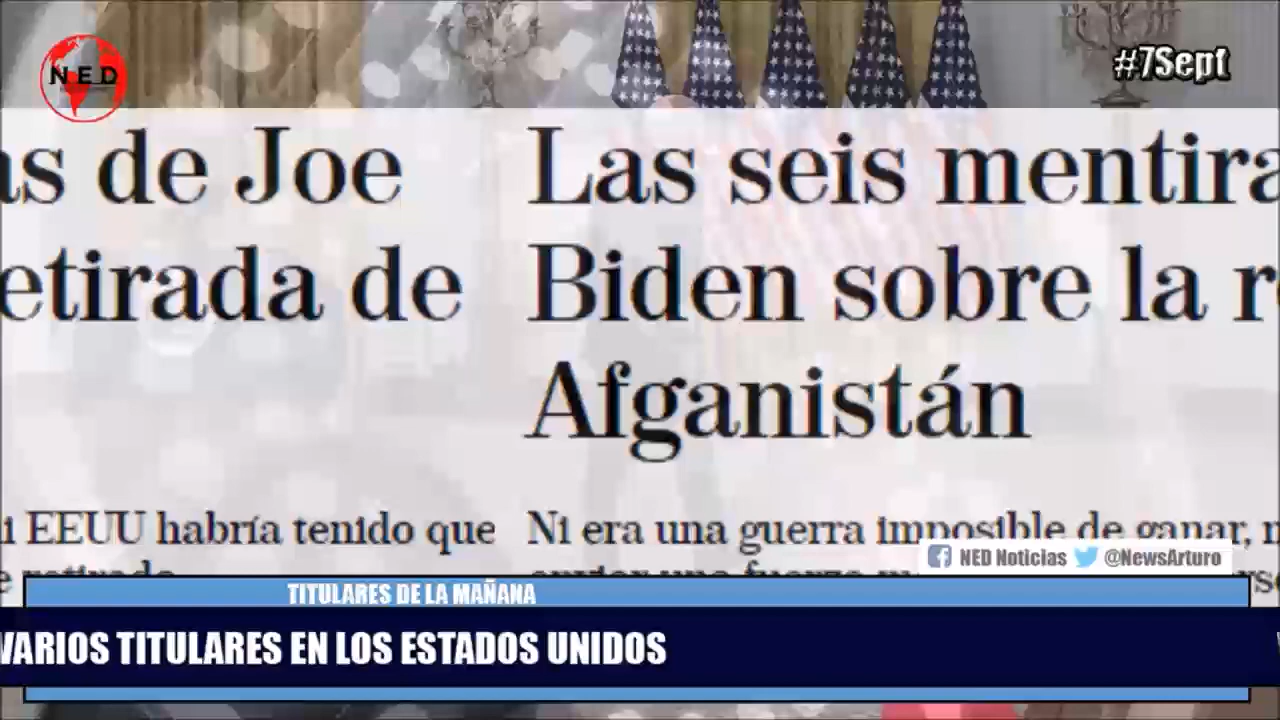 N.E.D
#7Sept
as de Joe
etirada de
Las seis mentira
Biden sobre la r
Afganistán
i EEUU habría tenido que
Ni era una guerra imposible de ganar,
NED Noticias @NewsArturo
TITULARES DE LA MAÑANA
VARIOS TITULARES EN LOS ESTADOS UNIDOS